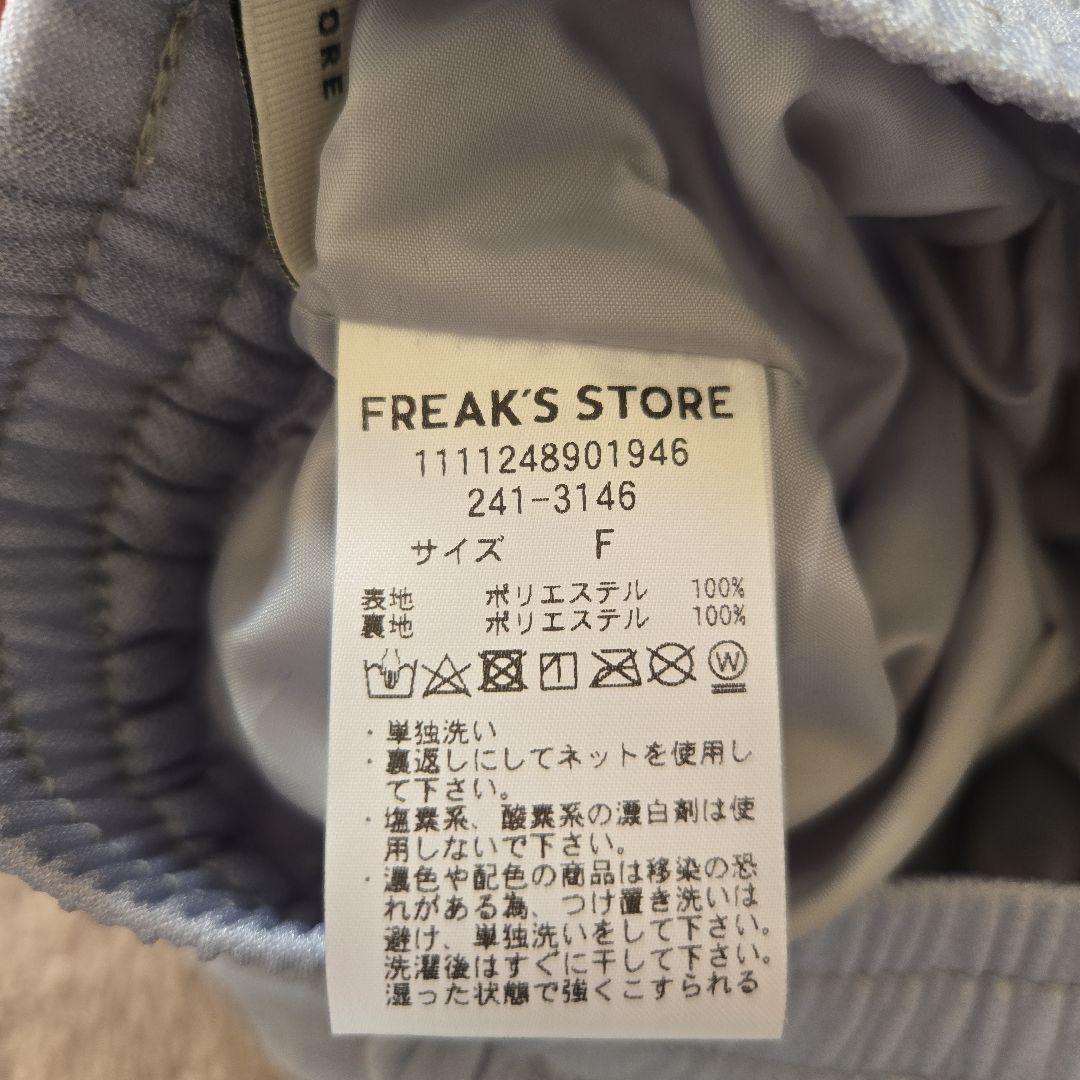 ORE
FREAK'S STORE
1111248901946
241-3146
サイズ F
表地 ポリエステル 100%
裏地 ポリエステル 100%
1 W
・単独洗い
・裏返しにしてネットを使用し
て下さい。
・塩素系、酸素系の漂白剤は使
用しないで下さい。
・濃色や配色の商品は移染の恐
れがある為、つけ置き洗いは
避け、単独洗いをして下さい。
洗濯後はすぐに干して下さい。
湿った状態で強くこすられる